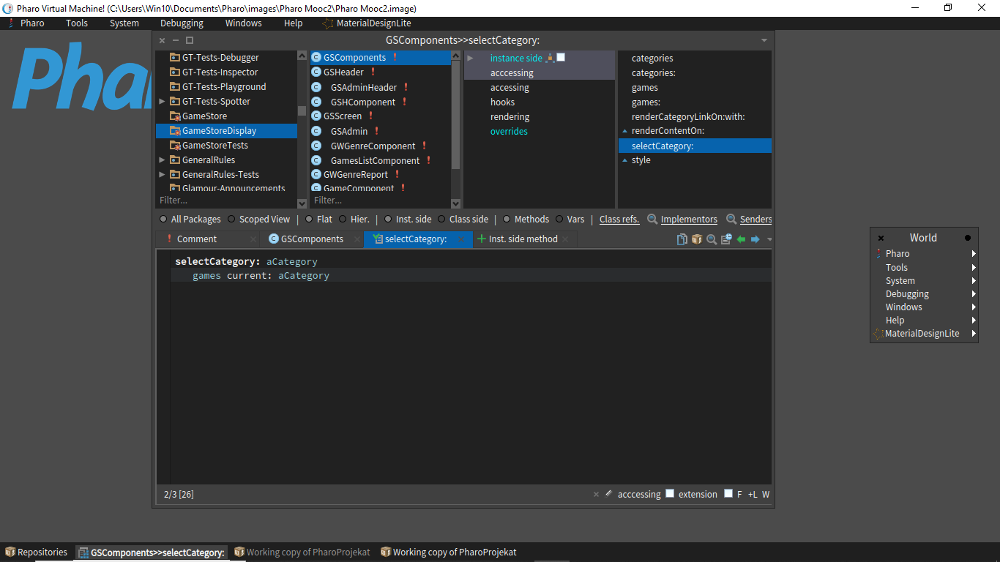 Pharo Virtual Machine! (C:\Users\Win10\Documents\Pharo\images\Pharo Mooc2\Pharo Mooc2.image)
Pharo Tools System Debugging Windows Help MaterialDesignLite
GSComponents>>selectCategory:
GT-Tests-Debugger
GT-Tests-Inspector
GT-Tests-Playground
GT-Tests-Spotter
GameStore
GameStoreDisplay
GameStoreTests
GeneralRules
GeneralRules-Tests
Glamour-Announcements
Filter...
GSComponents
GSHeader
GSAdminHeader
GSHComponent
GSScreen
GSAdmin
GWGenreComponent
GamesListComponent
GWGenreReport
GameComponent
Filter...
instance side
acccessing
accessing
hooks
rendering
overrides
categories
categories:
games
games:
renderCategoryLinkOn:with:
renderContentOn:
selectCategory:
style
All Packages Scoped View | Flat Hier. | Inst. side Class side | Methods Vars Class refs. Implementors Senders
Comment GSComponents selectCategory: Inst. side method
selectCategory: aCategory
games current: aCategory
2/3 [26] acccessing extension F +L W
World
Pharo
Tools
System
Debugging
Windows
Help
MaterialDesignLite
Repositories GSComponents>>selectCategory: Working copy of PharoProjekat Working copy of PharoProjekat